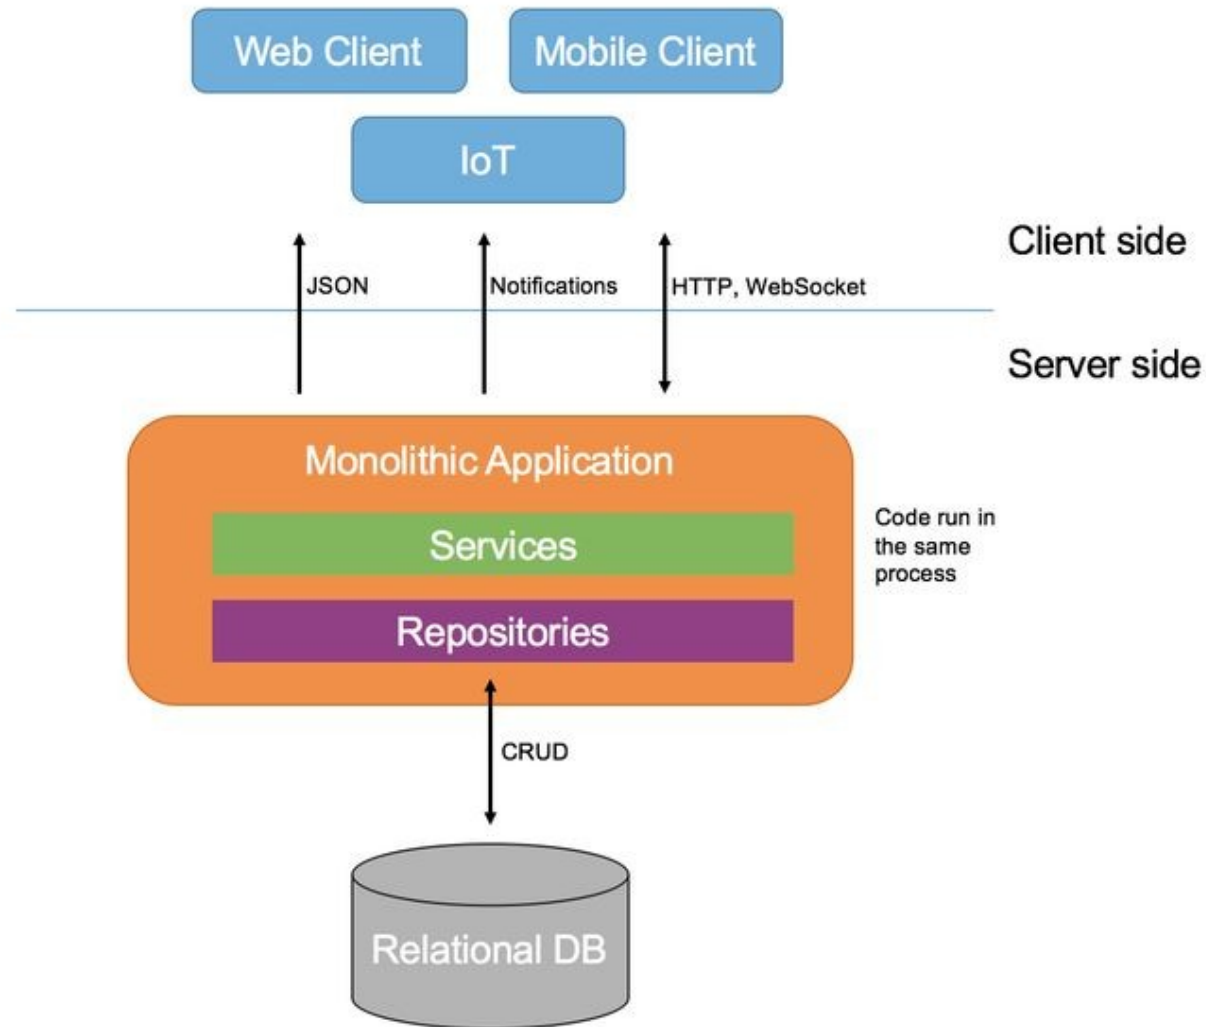 Web Client
Mobile Client
IoT
Client side
JSON
Notifications
HTTP, WebSocket
Server side
Monolithic Application
Services
Code run in
the same
process
Repositories
CRUD
Relational DB